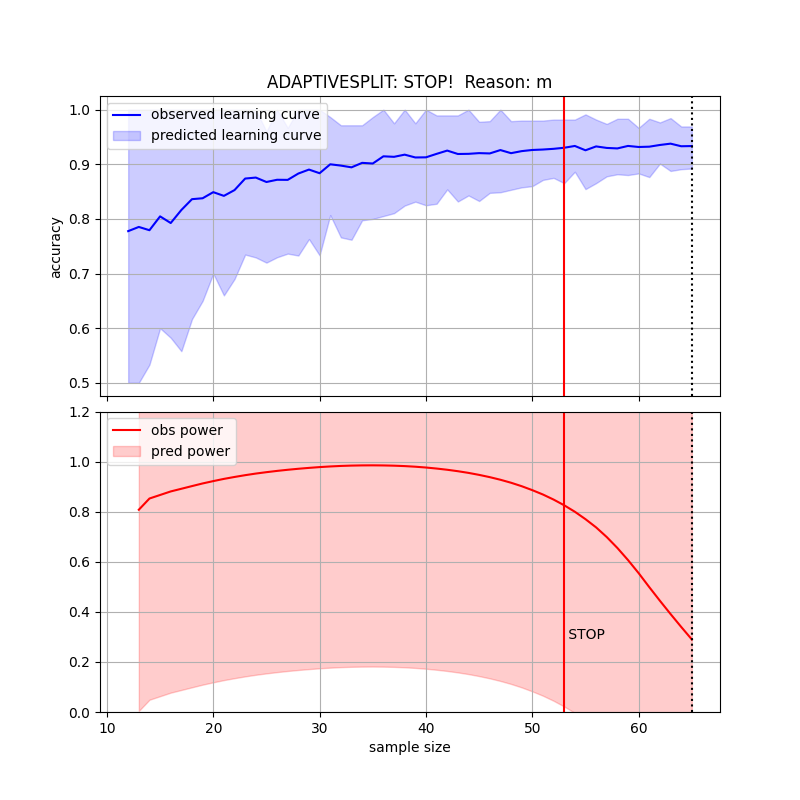 ADAPTIVESPLIT: STOP!  Reason: m
observed learning curve
predicted learning curve
accuracy
1.0
0.9
0.8
0.7
0.6
0.5
obs power
pred power
STOP
1.2
1.0
0.8
0.6
0.4
0.2
0.0
10 20 30 40 50 60
sample size